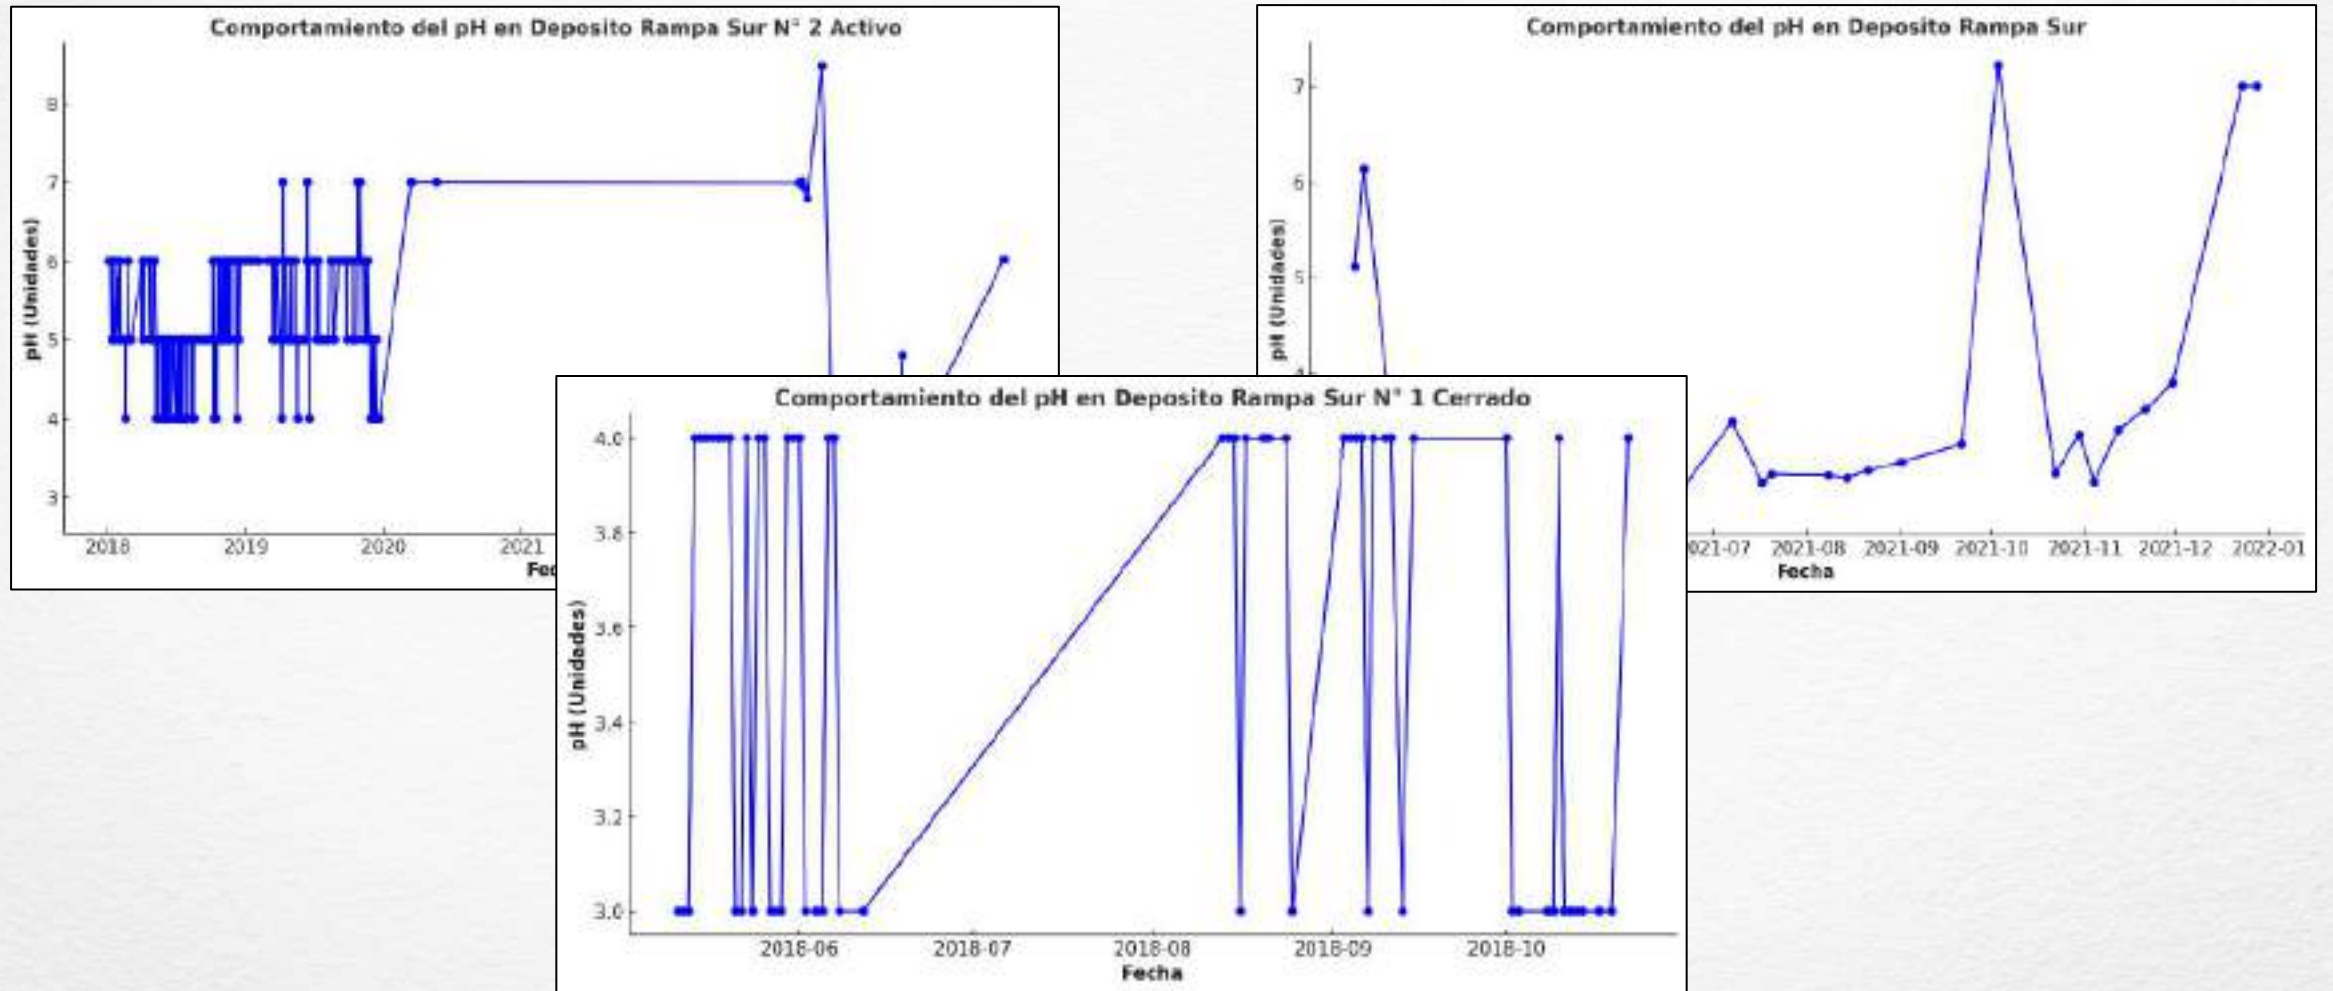 Comportamiento del pH en Deposito Rampa Sur N° 2 Activo
pH (Unidades)
8
7
6
5
4
3
2018 2019 2020 2021
Comportamiento del pH en Deposito Rampa Sur
pH (Unidades)
7
6
5
2021-08 2021-09 2021-10 2021-11 2021-12 2022-01
Fecha
Comportamiento del pH en Deposito Rampa Sur N° 1 Cerrado
pH (Unidades)
4.0
3.8
3.6
3.4
3.2
3.0
2018-06 2018-07 2018-08 2018-09 2018-10
Fecha